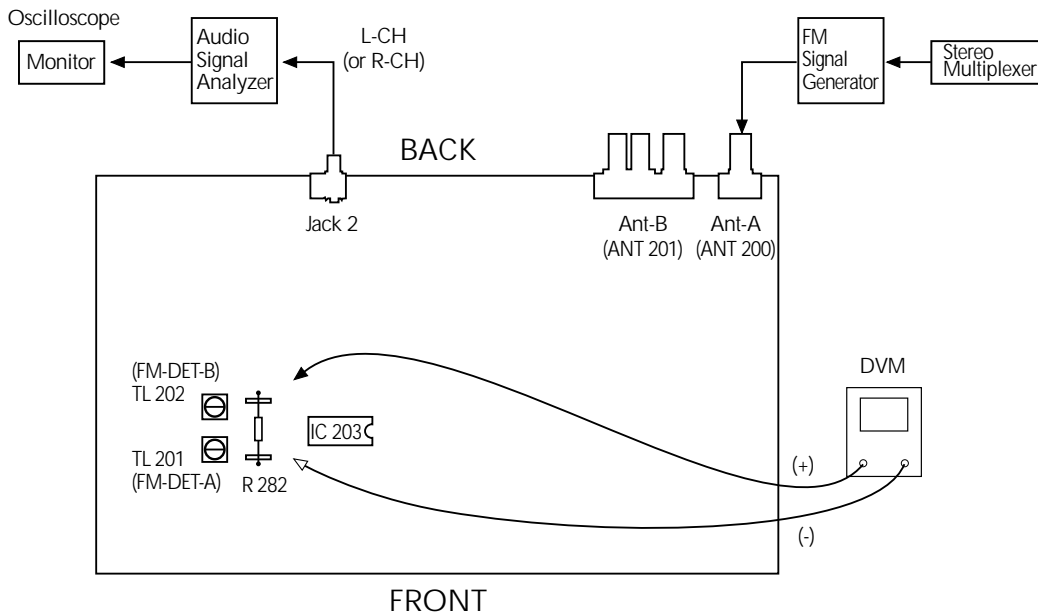 Oscilloscope
Monitor
Audio
Signal
Analyzer
L-CH
(or R-CH)
FM
Signal
Generator
Stereo
Multiplexer
BACK
Jack 2
Ant-B
(ANT 201)
Ant-A
(ANT 200)
(FM-DET-B)
TL 202
TL 201
(FM-DET-A)
R 282
IC 203
DVM
(+)
(-)
FRONT